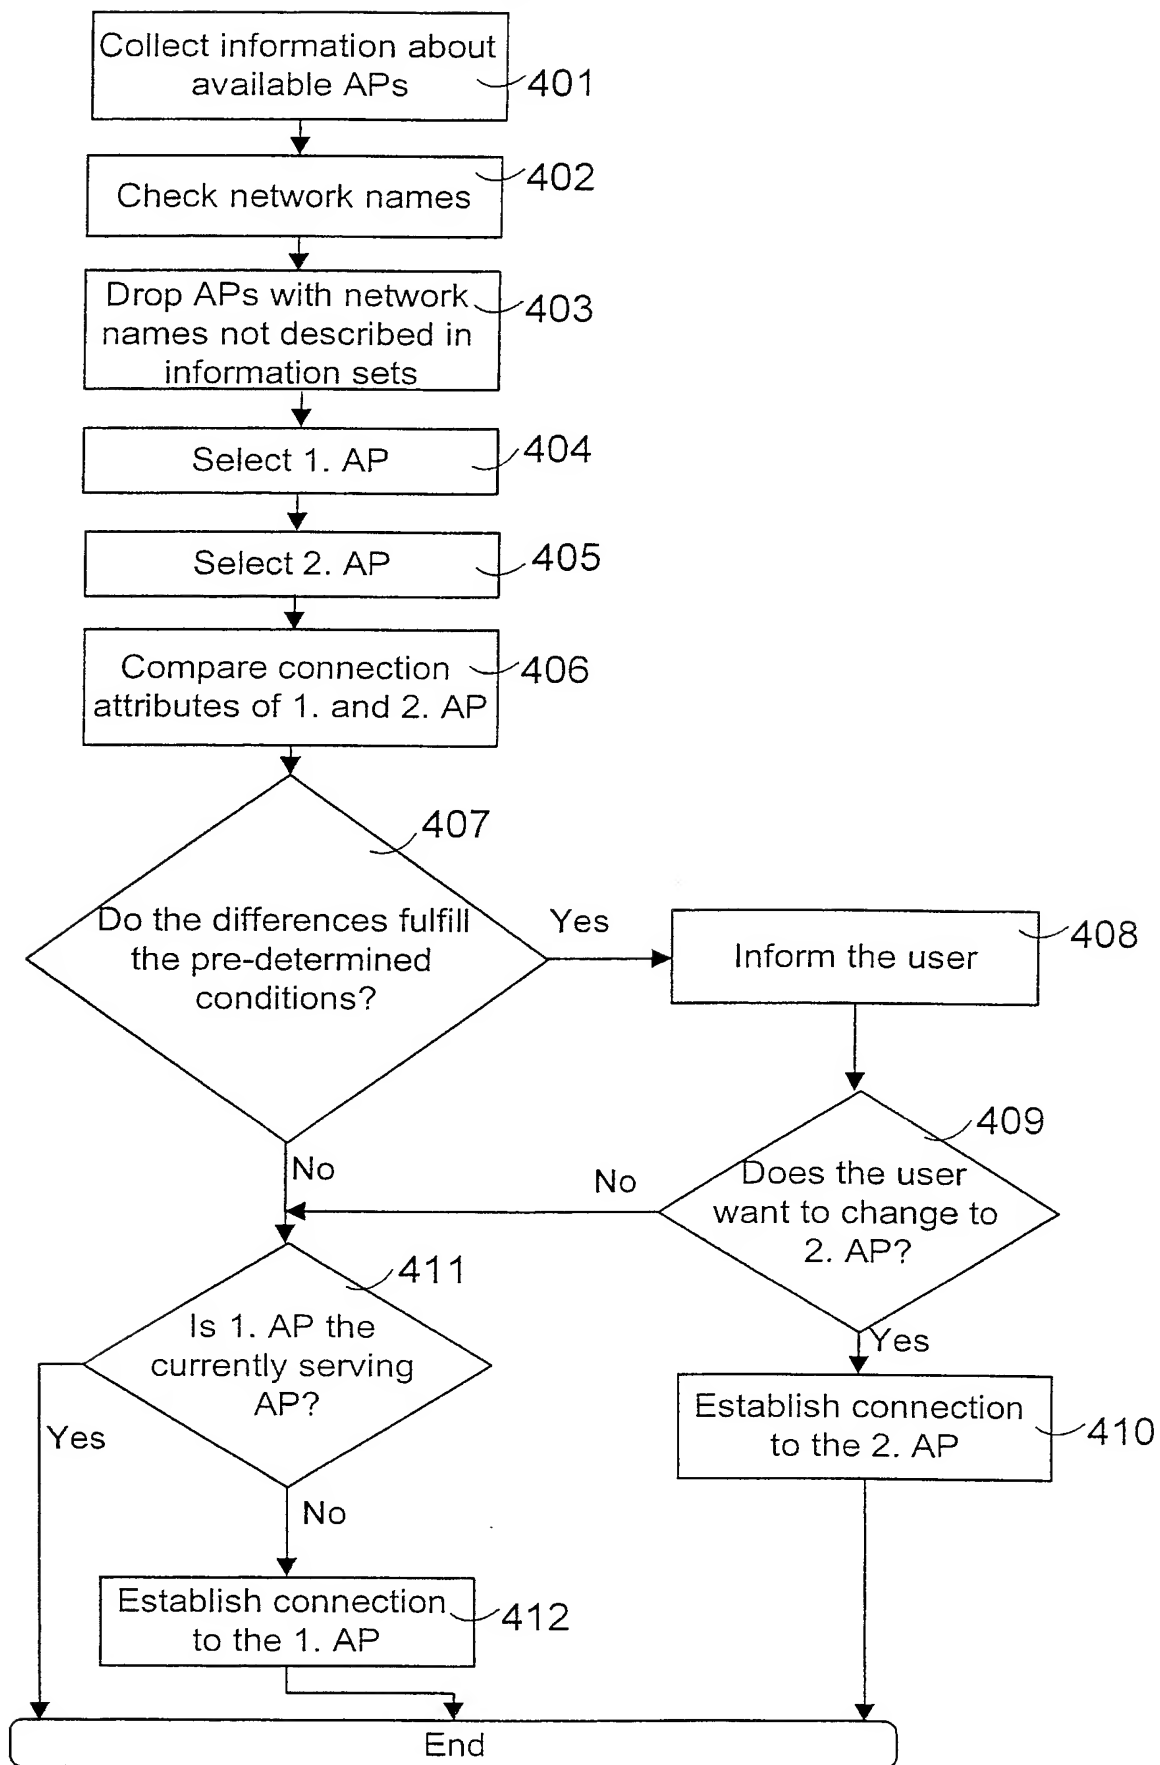 Collect information about
available APs
401
402
Check network names
Drop APs with network
names not described in
information sets
403
Select 1. AP
404
Select 2. AP
405
Compare connection
attributes of 1. and 2. AP
406
407
Do the differences fulfill
the pre-determined
conditions?
Yes
Inform the user
408
No
409
Does the user
want to change to
2. AP?
No
Yes
411
Is 1. AP the
currently serving
AP?
Establish connection
to the 2. AP
410
Yes
No
Establish connection
to the 1. AP
412
End